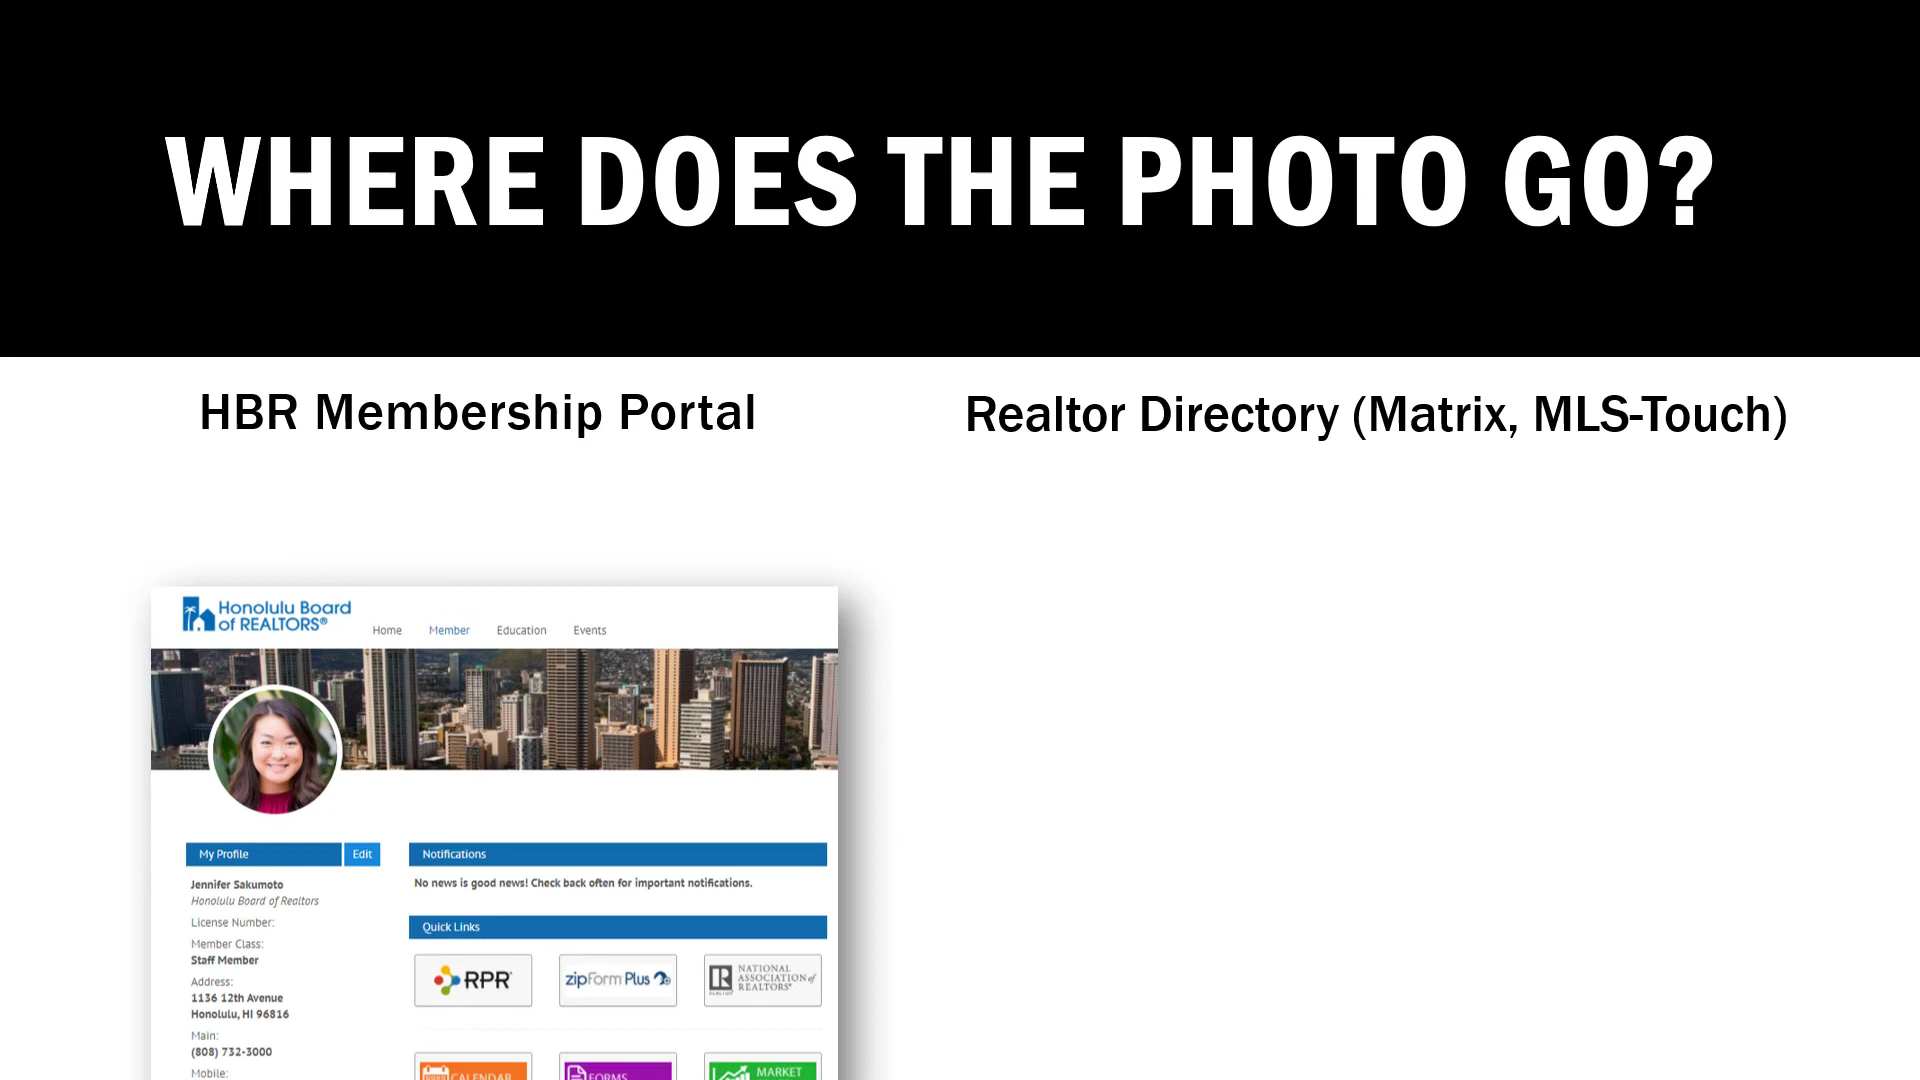 WHERE DOES THE PHOTO GO?
HBR Membership Portal
Realtor Directory (Matrix, MLS-Touch)
Honolulu Board
of REALTORS®
Home Member Education Events
My Profile Edit
Jennifer Sakumoto
Honolulu Board of Realtors
License Number:
Member Class:
Staff Member
Address:
1136 12th Avenue
Honolulu, HI 96816
Main:
(808) 732-3000
Mobile:
Notifications
No news is good news! Check back often for important notifications.
Quick Links
RPR®
zipForm Plus
NATIONAL
ASSOCIATION of
REALTORS®
CALENDAR
FORMS
MARKET